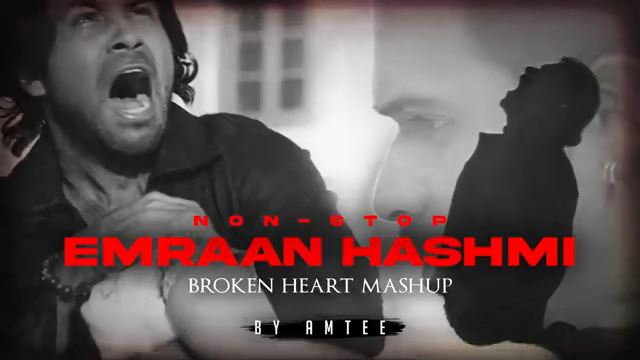 NON-STOP
EMRAAN HASHMI
BROKEN HEART MASHUP
BY AMTEE